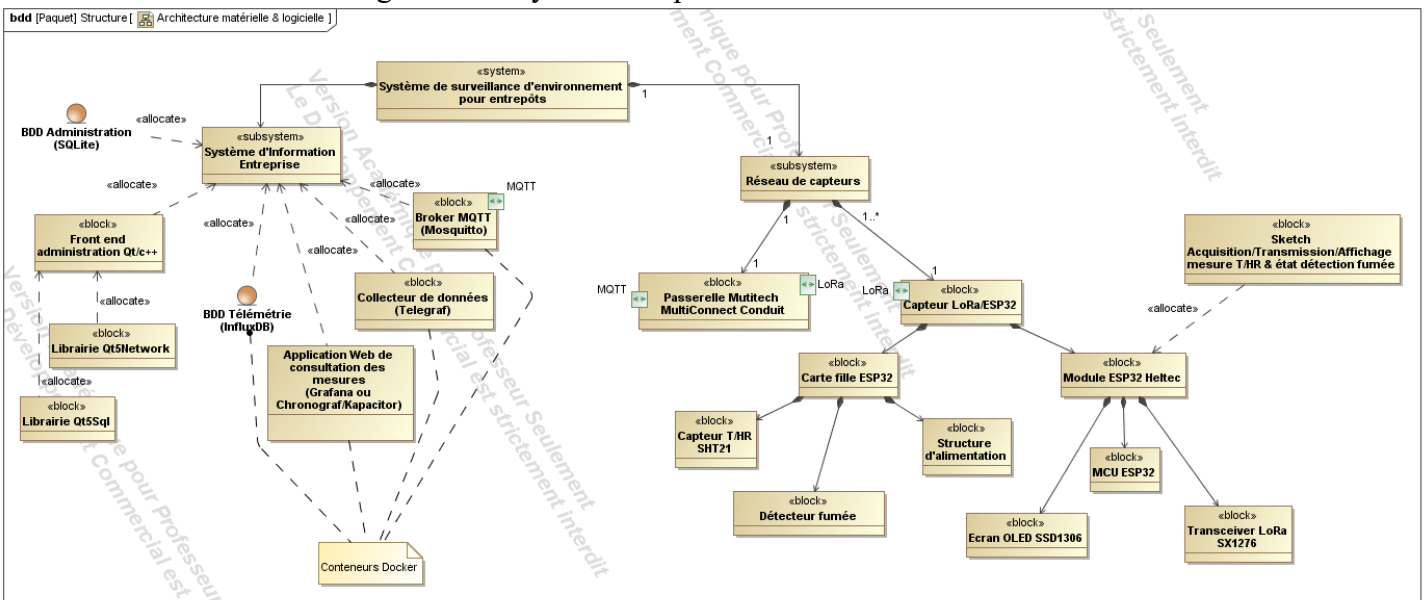 bdd [Paquet] Structure [ Architecture matérielle & logicielle ]
«system»
Système de surveillance d'environnement
pour entrepôts
1
1
BDD Administration
(SQLite)
«allocate»
«subsystem»
Système d'Information
Entreprise
«subsystem»
Réseau de capteurs
«allocate»
«allocate»
«allocate»
«allocate»
«allocate»
MQTT
«block»
Broker MQTT
(Mosquitto)
1
1..*
1
1
«block»
Front end
administration Qt/c++
«block»
Sketch
Acquisition/Transmission/Affichage
mesure T/HR & état détection fumée
«block»
Collecteur de données
(Telegraf)
MQTT
«block»
Passerelle Mutitech
MultiConnect Conduit
LoRa
LoRa
«block»
Capteur LoRa/ESP32
«allocate»
«allocate»
BDD Télémétrie
(InfluxDB)
«block»
Librairie Qt5Network
Application Web de
consultation des
mesures
(Grafana ou
Chronograf/Kapacitor)
«block»
Carte fille ESP32
«block»
Module ESP32 Heltec
«allocate»
«block»
Librairie Qt5Sql
«block»
Capteur T/HR
SHT21
«block»
Structure
d'alimentation
«block»
MCU ESP32
«block»
Détecteur fumée
«block»
Ecran OLED SSD1306
«block»
Transceiver LoRa
SX1276
Conteneurs Docker